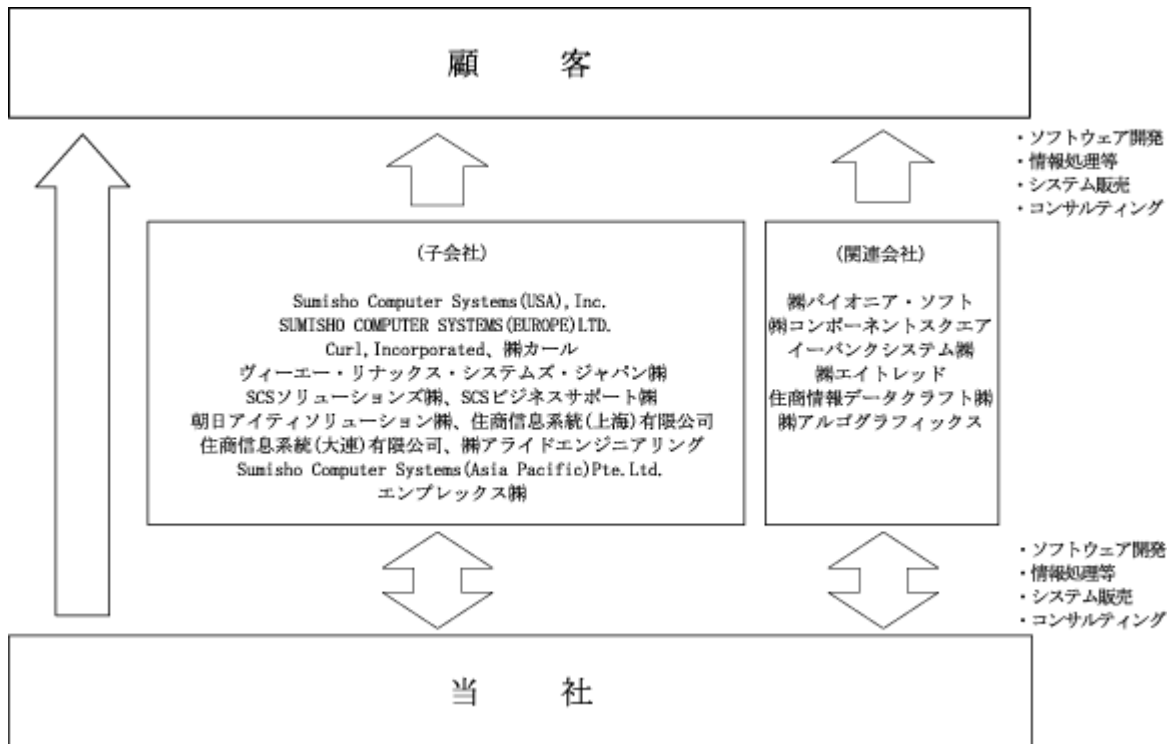 顧　　客
・ソフトウェア開発
・情報処理等
・システム販売
・コンサルティング
(子会社)
Sumisho Computer Systems(USA),Inc.
SUMISHO COMPUTER SYSTEMS(EUROPE)LTD.
Curl,Incorporated、㈱カール
ヴィーエー・リナックス・システムズ・ジャパン㈱
SCSソリューションズ㈱、SCSビジネスサポート㈱
朝日アイティソリューション㈱、住商信息系統(上海)有限公司
住商信息系統(大連)有限公司、㈱アライドエンジニアリング
Sumisho Computer Systems(Asia Pacific)Pte.Ltd.
エンプレックス㈱
(関連会社)
㈱パイオニア・ソフト
㈱コンポーネントスクエア
イーバンクシステム㈱
㈱エイトレッド
住商情報データクラフト㈱
㈱アルゴグラフィックス
・ソフトウェア開発
・情報処理等
・システム販売
・コンサルティング
当　　社